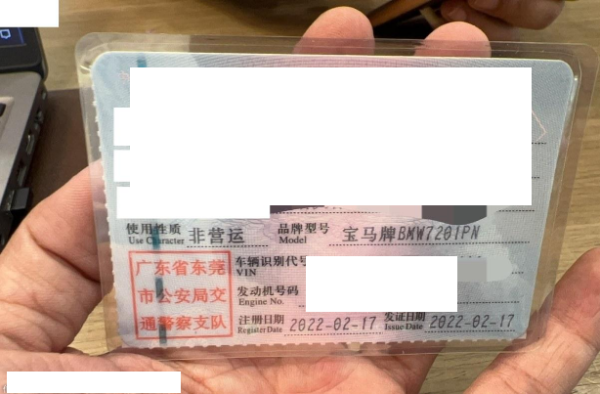 使用性质 非营运 品牌型号 宝马牌BMW7201PN
Use Character Model
广东省东莞 车辆识别代号
VIN
市公安局交 发动机号码
Engine No.
通警察支队 注册日期 2022-02-17 发证日期 2022-02-17
Register Date Issue Date